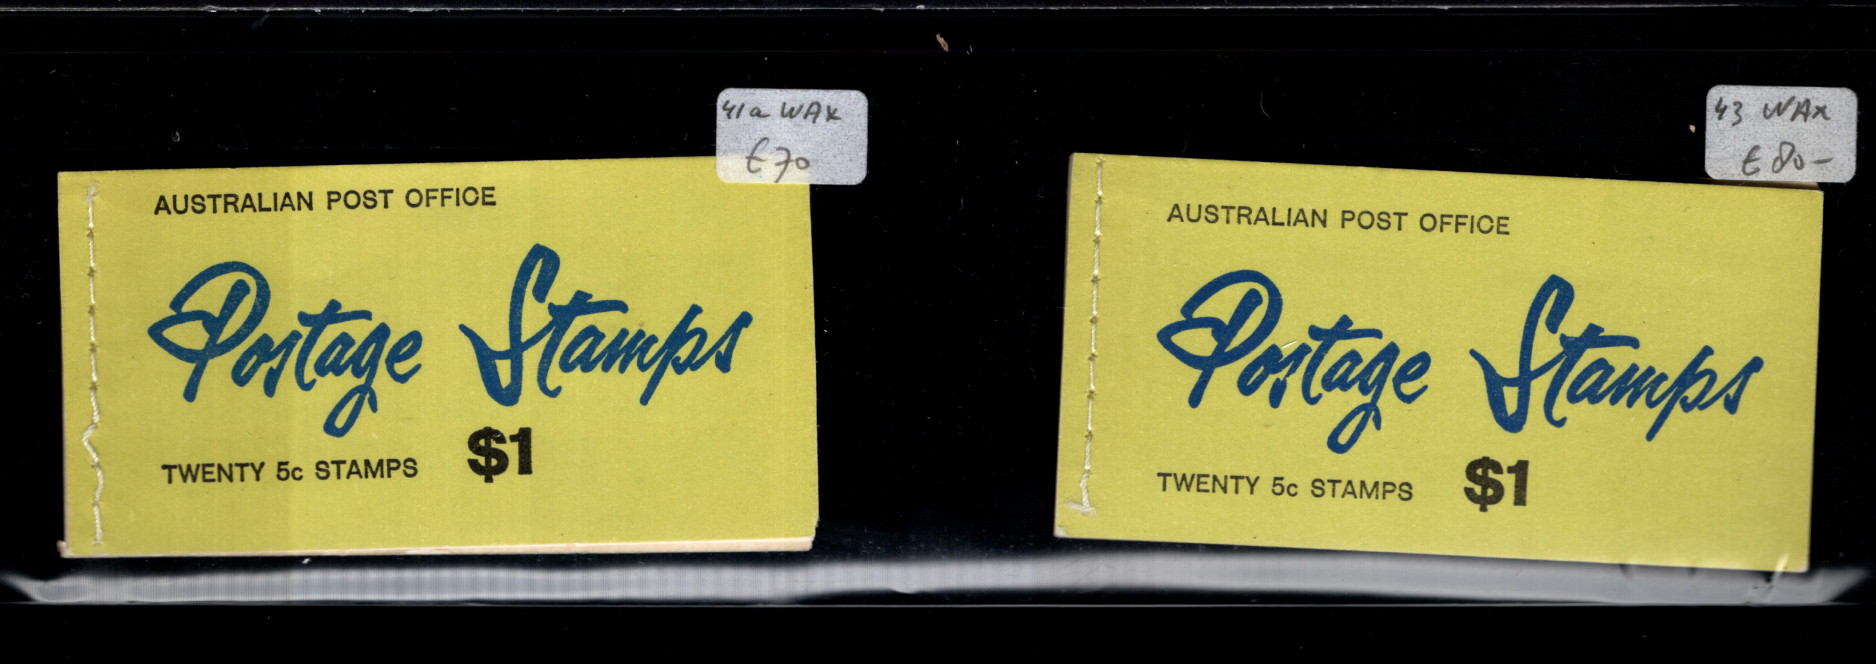 41a WAX
€70
AUSTRALIAN POST OFFICE
Postage Stamps
$1
TWENTY 5c STAMPS
43 WAX
€80-
AUSTRALIAN POST OFFICE
Postage Stamps
$1
TWENTY 5c STAMPS